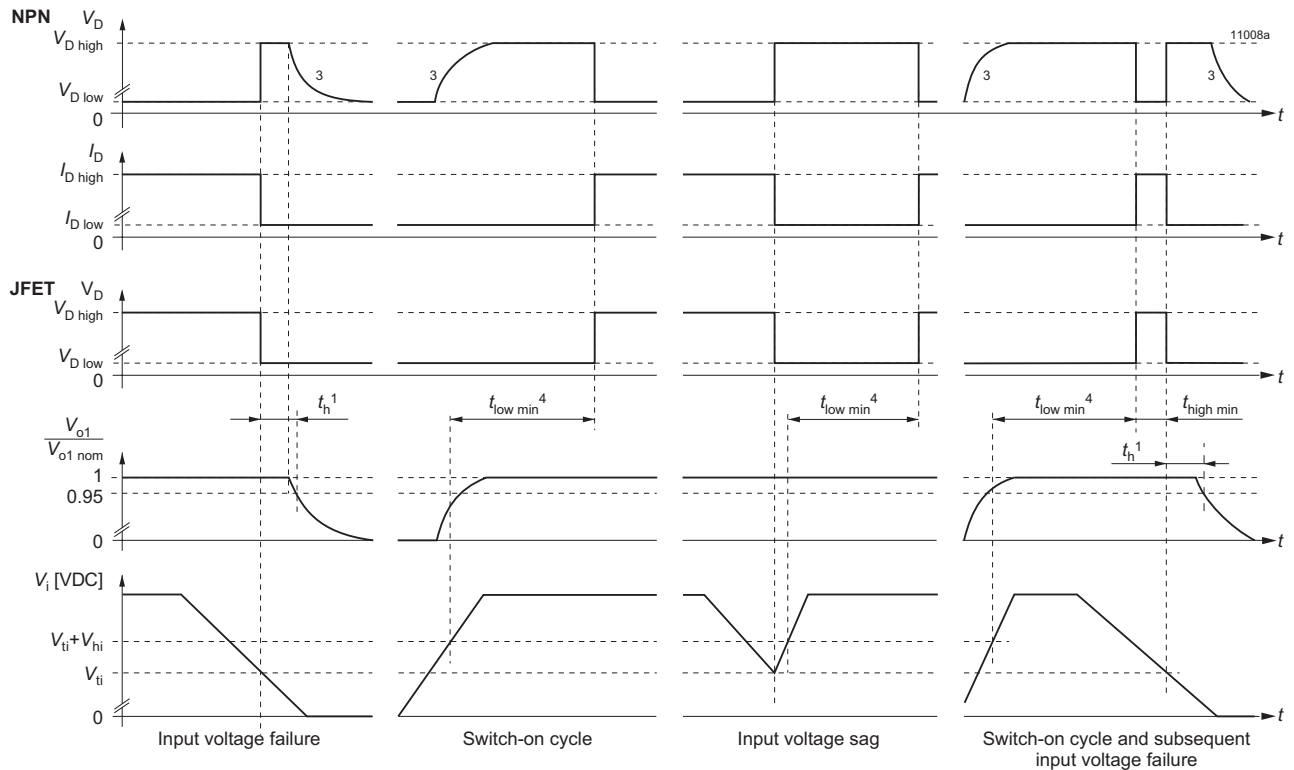 NPN
V_D
V_D high
3
3
3
3
11008a
V_D low
0
t
I_D
I_D high
I_D low
0
t
JFET
V_D
V_D high
V_D low
0
t
t_h^1
t_low min^4
t_low min^4
t_low min^4
t_high min
V_o1
V_o1 nom
t_h^1
1
0.95
0
t
V_i [VDC]
V_ti+V_hi
V_ti
0
t
Input voltage failure
Switch-on cycle
Input voltage sag
Switch-on cycle and subsequent
input voltage failure